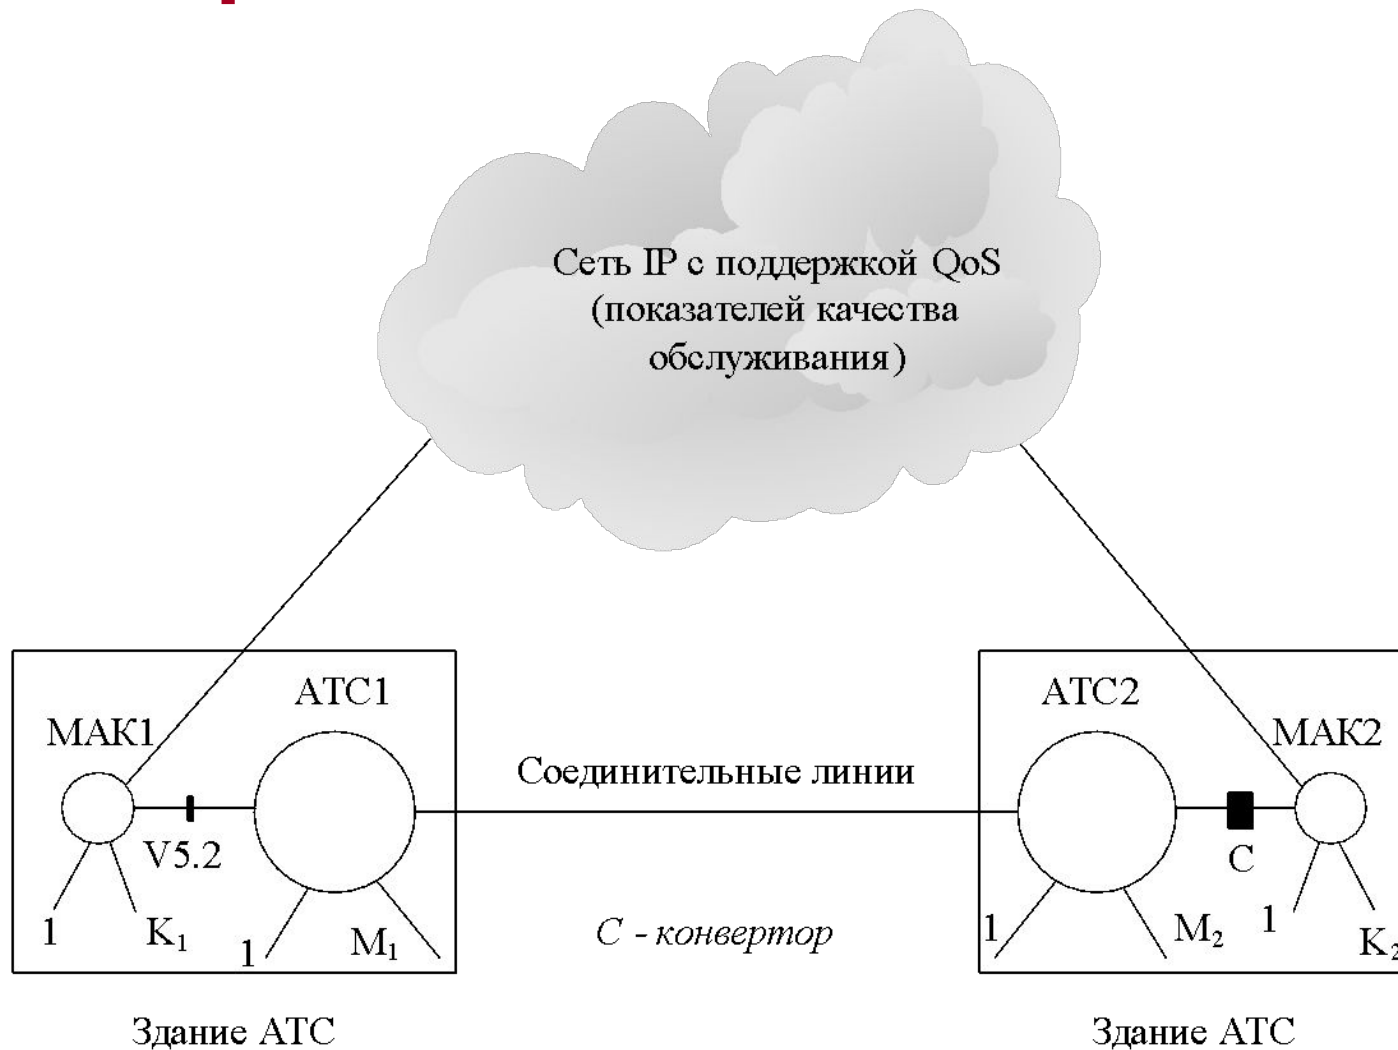 Сеть IP с поддержкой QoS
(показателей качества
обслуживания)
АТС1
АТС2
МАК1
МАК2
Соединительные линии
V5.2
С
1
K₁
1
M₁
С - конвертор
1
M₂
1
K₂
Здание АТС
Здание АТС